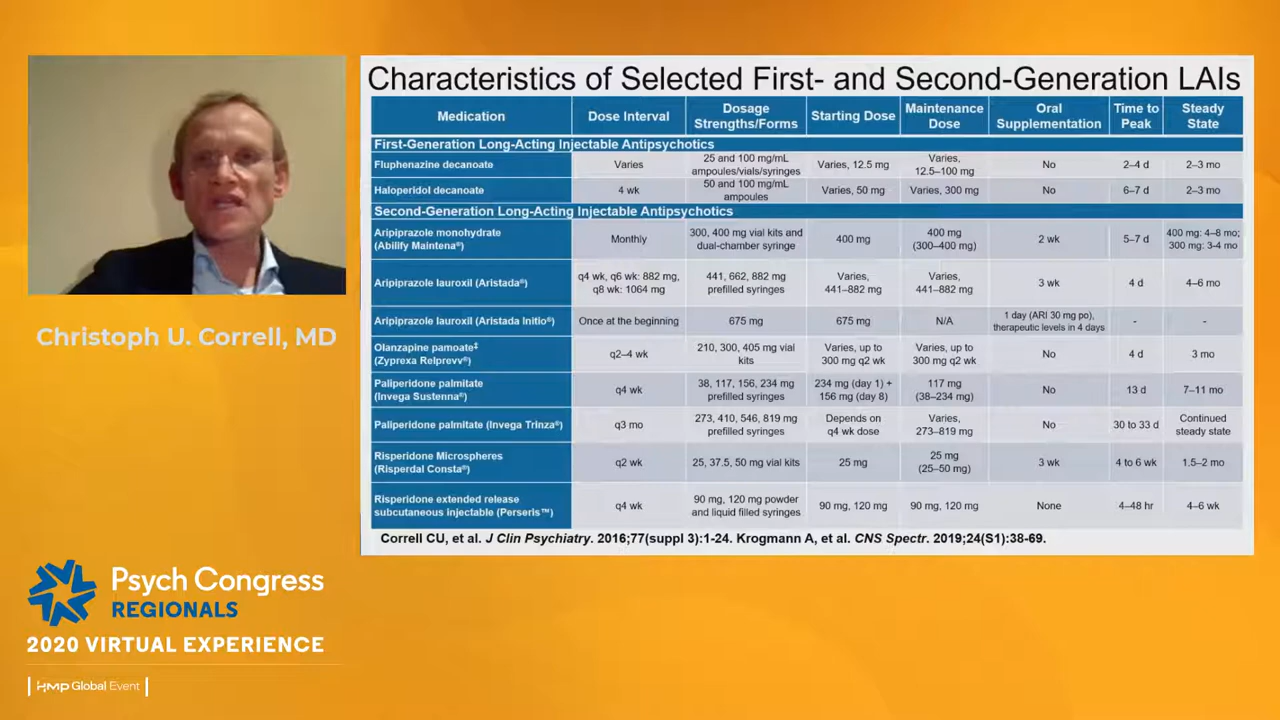 Characteristics of Selected First- and Second-Generation LAIs
Medication
Dose Interval
Dosage
Strengths/Forms
Starting Dose
Maintenance
Dose
Oral
Supplementation
Time to
Peak
Steady
State
First-Generation Long-Acting Injectable Antipsychotics
Fluphenazine decanoate
Varies
25 and 100 mg/mL
ampoules/vials/syringes
Varies, 12.5 mg
Varies,
12.5–100 mg
No
2–4 d
2–3 mo
Haloperidol decanoate
4 wk
50 and 100 mg/mL
ampoules
Varies, 50 mg
Varies, 300 mg
No
6–7 d
2–3 mo
Second-Generation Long-Acting Injectable Antipsychotics
Aripiprazole monohydrate
(Abilify Maintena®)
Monthly
300, 400 mg vial kits and
dual-chamber syringe
400 mg
400 mg
(300–400 mg)
2 wk
5–7 d
400 mg: 4–8 mo;
300 mg: 3-4 mo
Aripiprazole lauroxil (Aristada®)
q4 wk, q6 wk: 882 mg,
q8 wk: 1064 mg
441, 662, 882 mg
prefilled syringes
Varies,
441–882 mg
Varies,
441–882 mg
3 wk
4 d
4–6 mo
Aripiprazole lauroxil (Aristada Initio®)
Once at the beginning
675 mg
675 mg
N/A
1 day (ARI 30 mg po),
therapeutic levels in 4 days
-
-
Olanzapine pamoate‡
(Zyprexa Relprevv®)
q2–4 wk
210, 300, 405 mg vial
kits
Varies, up to
300 mg q2 wk
Varies, up to
300 mg q2 wk
No
4 d
3 mo
Paliperidone palmitate
(Invega Sustenna®)
q4 wk
38, 117, 156, 234 mg
prefilled syringes
234 mg (day 1) +
156 mg (day 8)
117 mg
(38–234 mg)
No
13 d
7–11 mo
Paliperidone palmitate (Invega Trinza®)
q3 mo
273, 410, 546, 819 mg
prefilled syringes
Depends on
q4 wk dose
Varies,
273–819 mg
No
30 to 33 d
Continued
steady state
Risperidone Microspheres
(Risperdal Consta®)
q2 wk
25, 37.5, 50 mg vial kits
25 mg
25 mg
(25–50 mg)
3 wk
4 to 6 wk
1.5–2 mo
Risperidone extended release
subcutaneous injectable (Perseris™)
q4 wk
90 mg, 120 mg powder
and liquid filled syringes
90 mg, 120 mg
90 mg, 120 mg
None
4–48 hr
4–6 wk
Correll CU, et al. J Clin Psychiatry. 2016;77(suppl 3):1-24. Krogmann A, et al. CNS Spectr. 2019;24(S1):38-69.
Christoph U. Correll, MD
Psych Congress
REGIONALS
2020 VIRTUAL EXPERIENCE
HMP Global Event